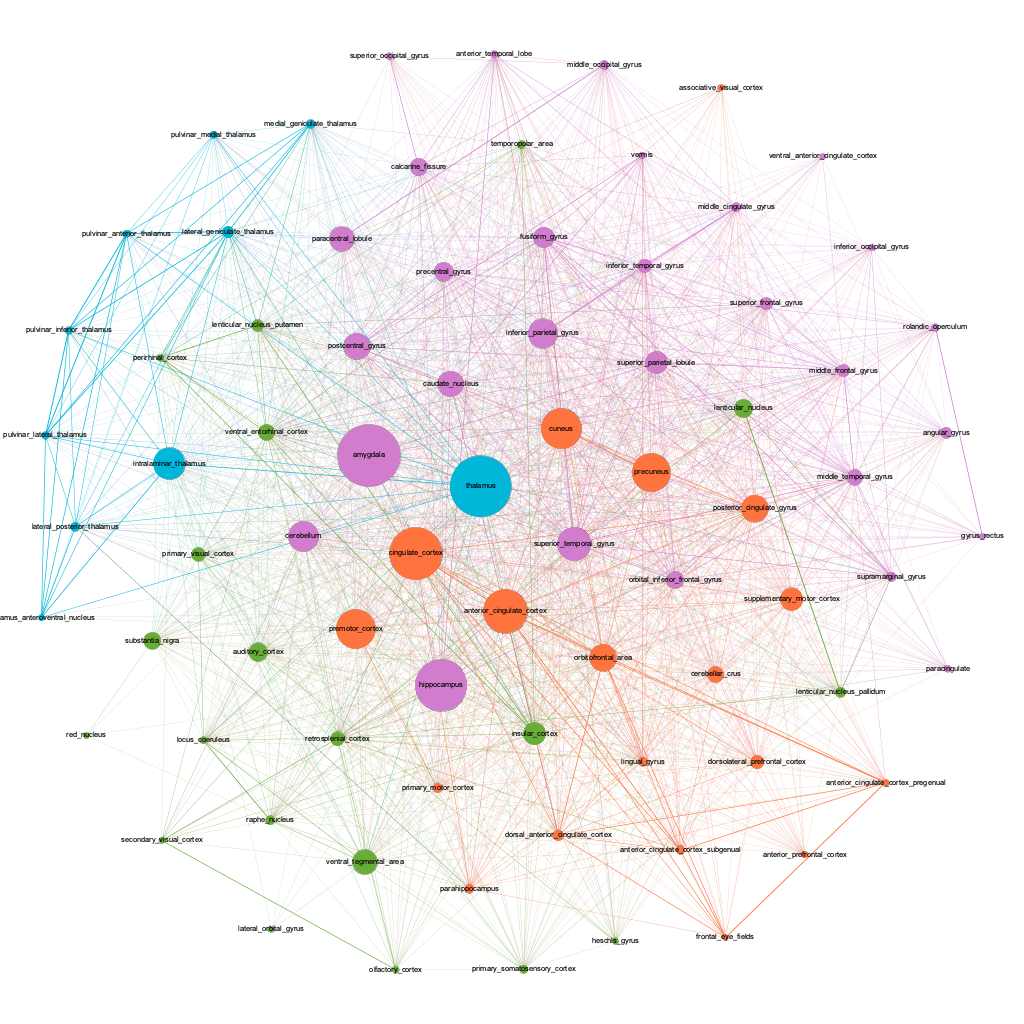 anterior_temporal_lobe
superior_occipital_gyrus
middle_occipital_gyrus
associative_visual_cortex
medial_geniculate_thalamus
pulvinar_medial_thalamus
temporopolar_area
vermis
ventral_anterior_cingulate_cortex
calcarine_fissure
middle_cingulate_gyrus
lateral_geniculate_thalamus
pulvinar_anterior_thalamus
paracentral_lobule
fusiform_gyrus
inferior_occipital_gyrus
inferior_temporal_gyrus
precentral_gyrus
superior_frontal_gyrus
lenticular_nucleus_putamen
rolandic_operculum
pulvinar_inferior_thalamus
inferior_parietal_gyrus
postcentral_gyrus
perirhinal_cortex
superior_parietal_lobule
middle_frontal_gyrus
caudate_nucleus
lenticular_nucleus
cuneus
ventral_entorhinal_cortex
angular_gyrus
pulvinar_lateral_thalamus
amygdala
intralaminar_thalamus
precuneus
middle_temporal_gyrus
thalamus
posterior_cingulate_gyrus
lateral_posterior_thalamus
cerebellum
gyrus_rectus
superior_temporal_gyrus
cingulate_cortex
primary_visual_cortex
supramarginal_gyrus
orbital_inferior_frontal_gyrus
supplementary_motor_cortex
anterior_cingulate_cortex
amus_anteroventral_nucleus
premotor_cortex
substantia_nigra
auditory_cortex
orbitofrontal_area
paracingulate
cerebellar_crus
hippocampus
lenticular_nucleus_pallidum
insular_cortex
red_nucleus
locus_coeruleus
retrosplenial_cortex
lingual_gyrus
dorsolateral_prefrontal_cortex
anterior_cingulate_cortex_pregenual
primary_motor_cortex
raphe_nucleus
dorsal_anterior_cingulate_cortex
secondary_visual_cortex
anterior_cingulate_cortex_subgenual
anterior_prefrontal_cortex
ventral_tegmental_area
parahippocampus
lateral_orbital_gyrus
frontal_eye_fields
heschls_gyrus
olfactory_cortex
primary_somatosensory_cortex